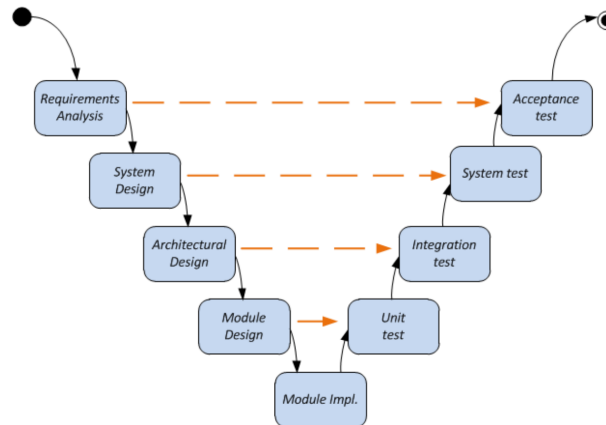 Requirements
Analysis
Acceptance
test
System
Design
System test
Architectural
Design
Integration
test
Module
Design
Unit
test
Module Impl.